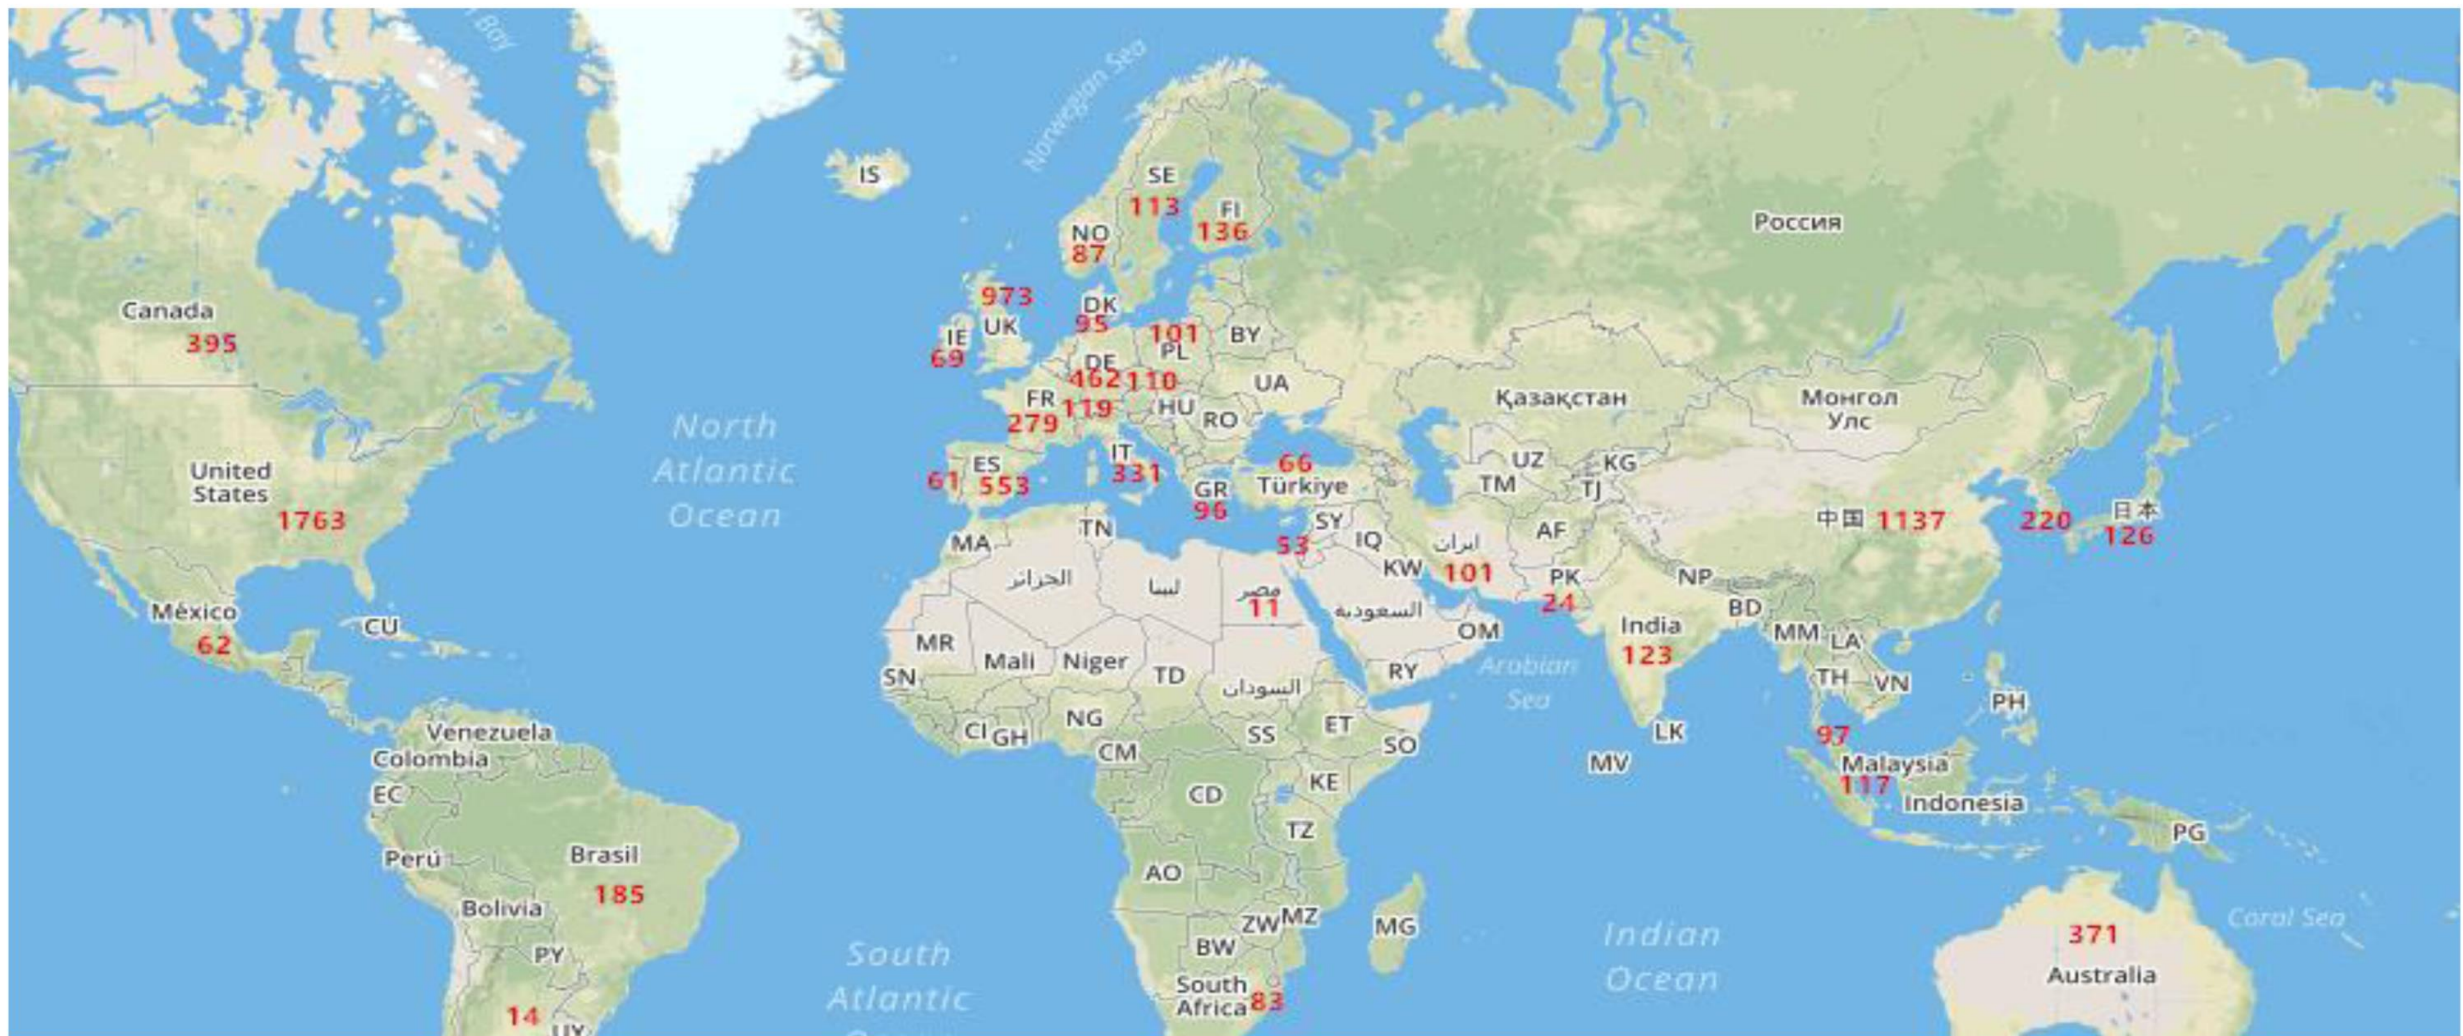 Bay
Norwegian Sea
IS
SE
113
FI
136
NO
87
Россия
Canada
395
973
UK
IE
69
DK
95
101
PL
BY
DE
462
110
UA
FR
279
119
HU
RO
Қазақстан
Монгол
Улс
North
Atlantic
Ocean
United
States
1763
61
ES
553
IT
331
GR
96
66
Türkiye
UZ
KG
TM
TJ
中国
1137
220
日本
126
MA
TN
SY
53
IQ
ایران
101
AF
KW
PK
24
NP
BD
الجزائر
ليبيا
مصر
11
السعودية
OM
India
123
MM
LA
México
62
CU
MR
Mali
Niger
TD
السودان
RY
Arabian
Sea
SN
TH
VN
PH
CI
GH
NG
CM
SS
ET
SO
LK
MV
97
Malaysia
117
Indonesia
Venezuela
Colombia
EC
CD
KE
TZ
PG
Perú
Brasil
185
Bolivia
AO
ZW
MZ
MG
BW
PY
14
UY
South
Atlantic
Ocean
South
Africa
83
Indian
Ocean
Coral Sea
371
Australia